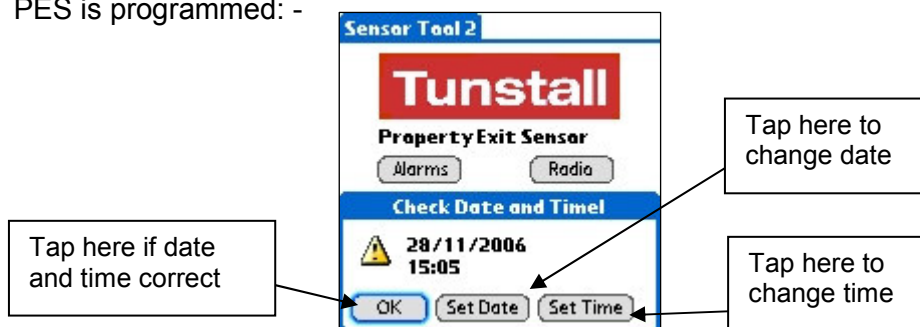 PES is programmed: -
Sensor Tool 2
Tunstall
Property Exit Sensor
Alarms Radio
Check Date and Time!
28/11/2006
15:05
OK Set Date Set Time
Tap here to
change date
Tap here if date
and time correct
Tap here to
change time